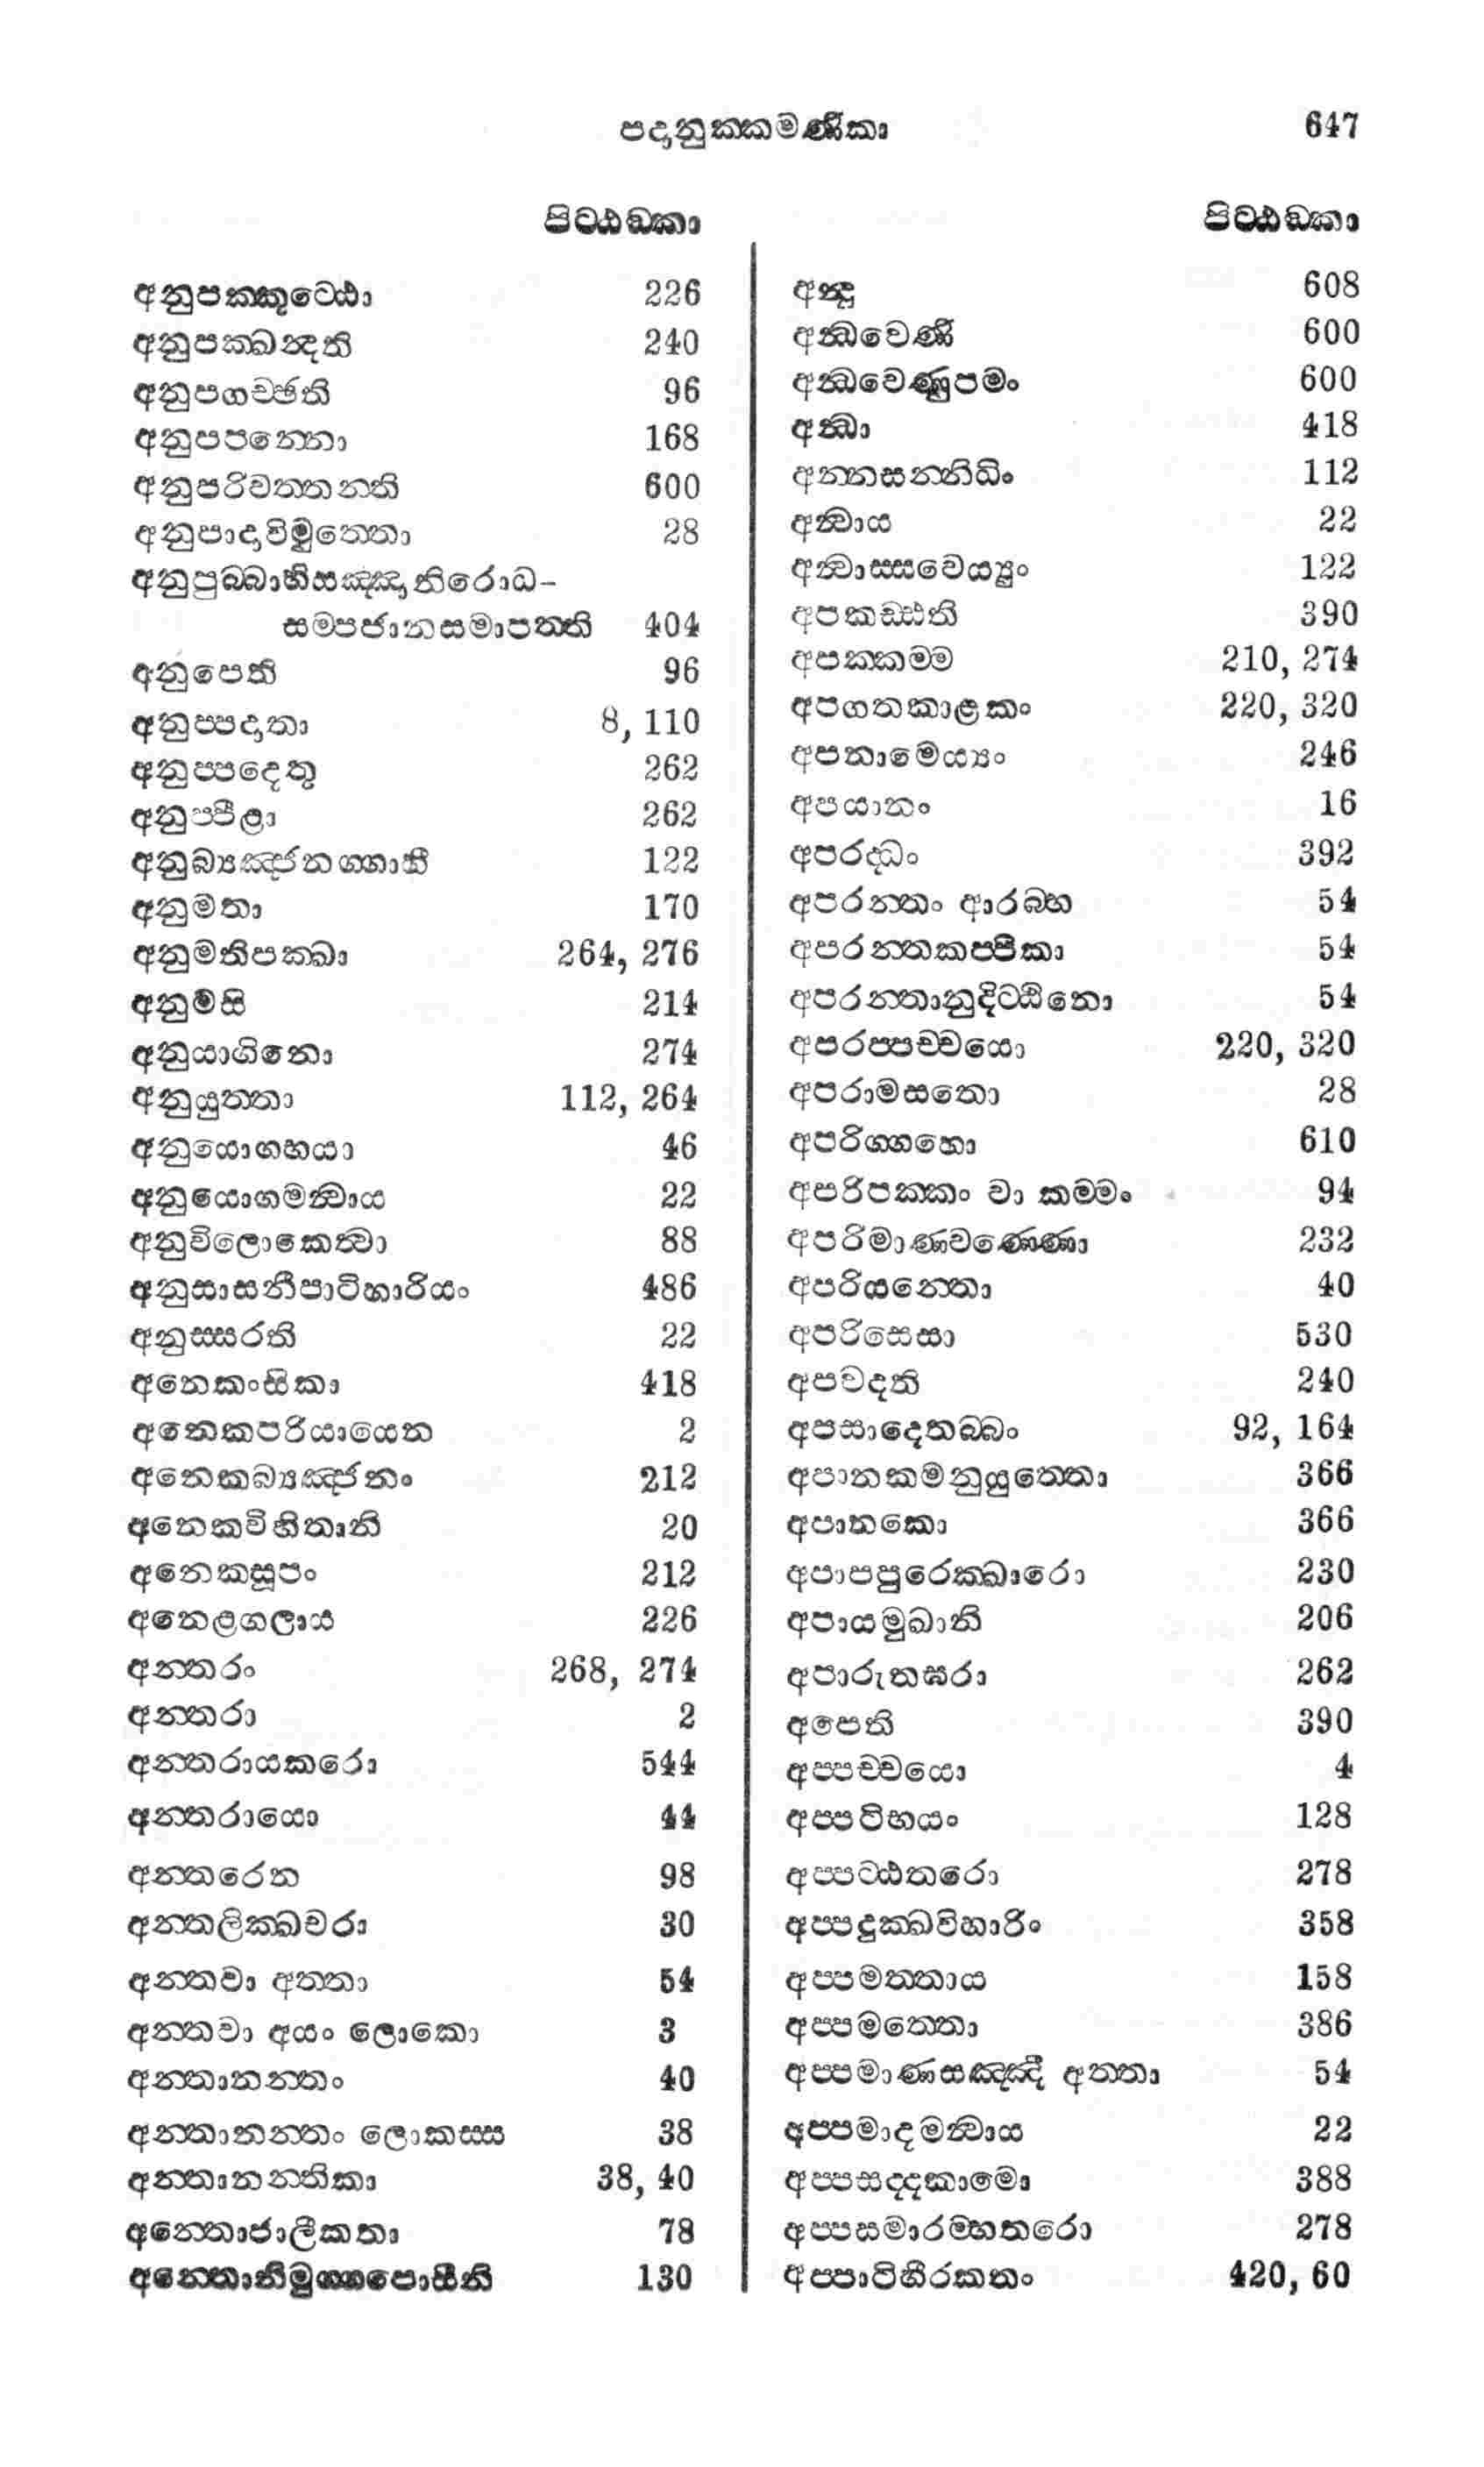 පදානුක්කමණිකා 647
පිට්ඨඞ්කා
අනුපක්කුට්ඨො 226
අනුපක්ඛන්දති 240
අනුපගච්ඡති 96
අනුපපන්නො 168
අනුපරිවත්තන්ති 600
අනුපාදාවිමුත්තො 28
අනුපුබ්බාභිසඤ්ඤානිරොධ-
සම්පජානසමාපත්ති 404
අනුපෙති 96
අනුප්පදාතා 8, 110
අනුප්පදෙතු 262
අනුප්පීළා 262
අනුබ්‍යඤ්ජනග්ගාහී 122
අනුමතා 170
අනුමතිපක්ඛා 264, 276
අනුමසි 214
අනුයාගිනො 274
අනුයුත්තා 112, 264
අනුයොගභයා 46
අනුයොගමන්වාය 22
අනුවිලොකෙත්වා 88
අනුසාසනීපාටිහාරියං 486
අනුස්සරති 22
අනෙකංසිකා 418
අනෙකපරියායෙන 2
අනෙකබ්‍යඤ්ජනං 212
අනෙකවිහිතානි 20
අනෙකසූපං 212
අනෙළගලාය 226
අන්තරං 268, 274
අන්තරා 2
අන්තරායකරො 544
අන්තරායො 44
අන්තරෙන 98
අන්තලික්ඛචරා 30
අන්තවා අත්තා 54
අන්තවා අයං ලොකො 3
අන්තානන්තං 40
අන්තානන්තං ලොකස්ස 38
අන්තානන්තිකා 38, 40
අන්තොජාලීකතා 78
අන්තොනිමුග්ගපොසීනි 130
පිට්ඨඞ්කා
අන්දු 608
අන්ධවෙණි 600
අන්ධවෙණුපමං 600
අන්ධා 418
අන්නසන්නිධිං 112
අන්වාය 22
අන්වාස්සවෙය්‍යුං 122
අපකඩ්ඪති 390
අපක්කම්ම 210, 274
අපගතකාළකං 220, 320
අපනාමෙය්‍යං 246
අපයානං 16
අපරද්ධං 392
අපරන්තං ආරබ්භ 54
අපරන්තකප්පිකා 54
අපරන්තානුදිට්ඨිනො 54
අපරප්පච්චයො 220, 320
අපරාමසතො 28
අපරිග්ගහො 610
අපරිපක්කං වා කම්මං 94
අපරිමාණවණ්ණො 232
අපරියන්තො 40
අපරිසෙසා 530
අපවදති 240
අපසාදෙතබ්බං 92, 164
අපානකමනුයුත්තො 366
අපානකො 366
අපාපපුරෙක්ඛාරො 230
අපායමුඛානි 206
අපාරුතඝරා 262
අපෙති 390
අප්පච්චයො 4
අප්පටිභයං 128
අප්පට්ඨතරො 278
අප්පදුක්ඛවිහාරිං 358
අප්පමත්තාය 158
අප්පමත්තො 386
අප්පමාණසඤ්ඤී අත්තා 54
අප්පමාදමන්වාය 22
අප්පසද්දකාමො 388
අප්පසමාරම්භතරො 278
අප්පාටිහීරකතං 420, 60